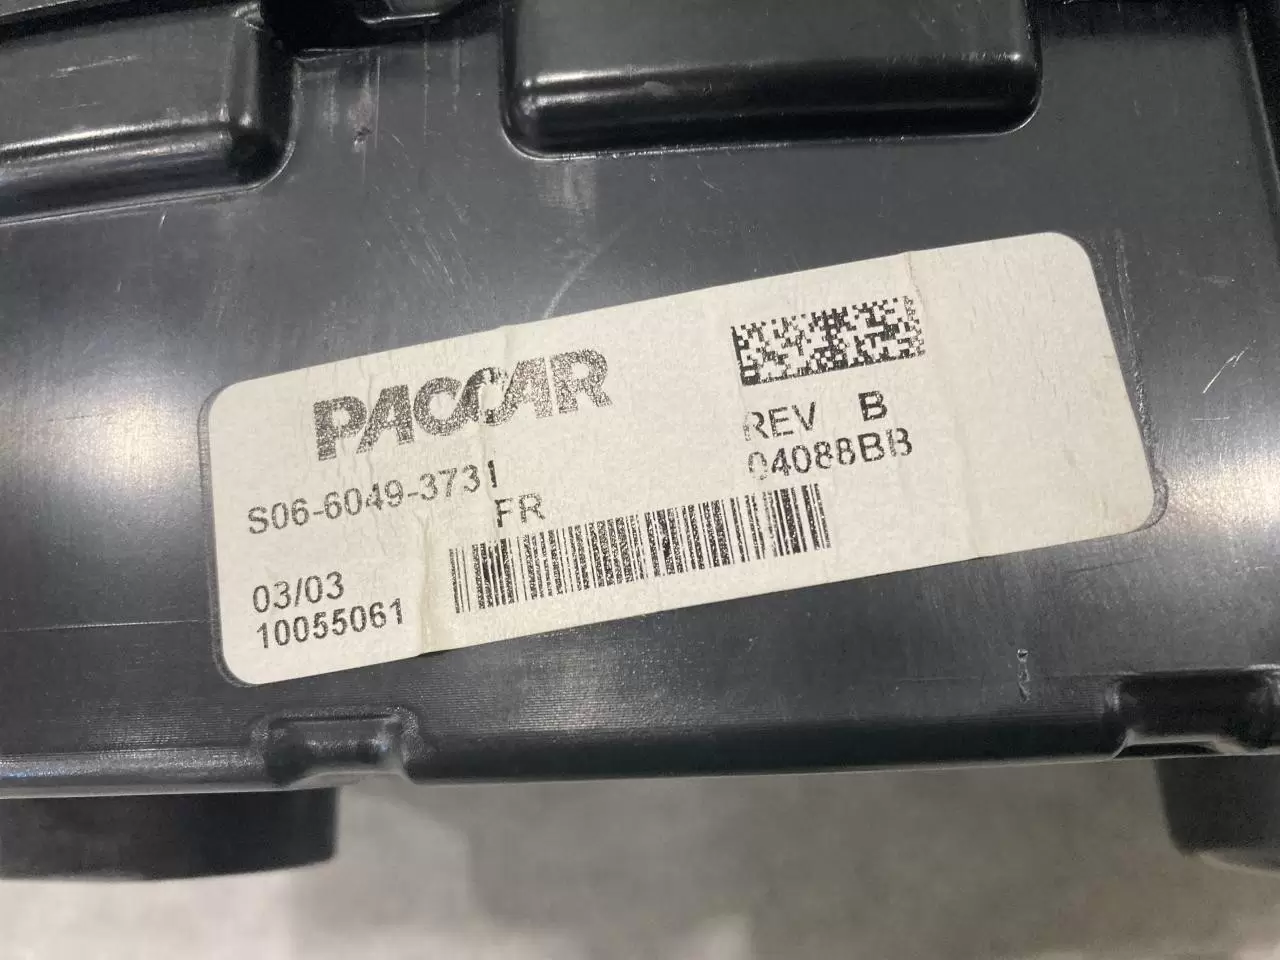 PACCAR
REV B
04088BB
S06-6049-3731
FR
03/03
10055061